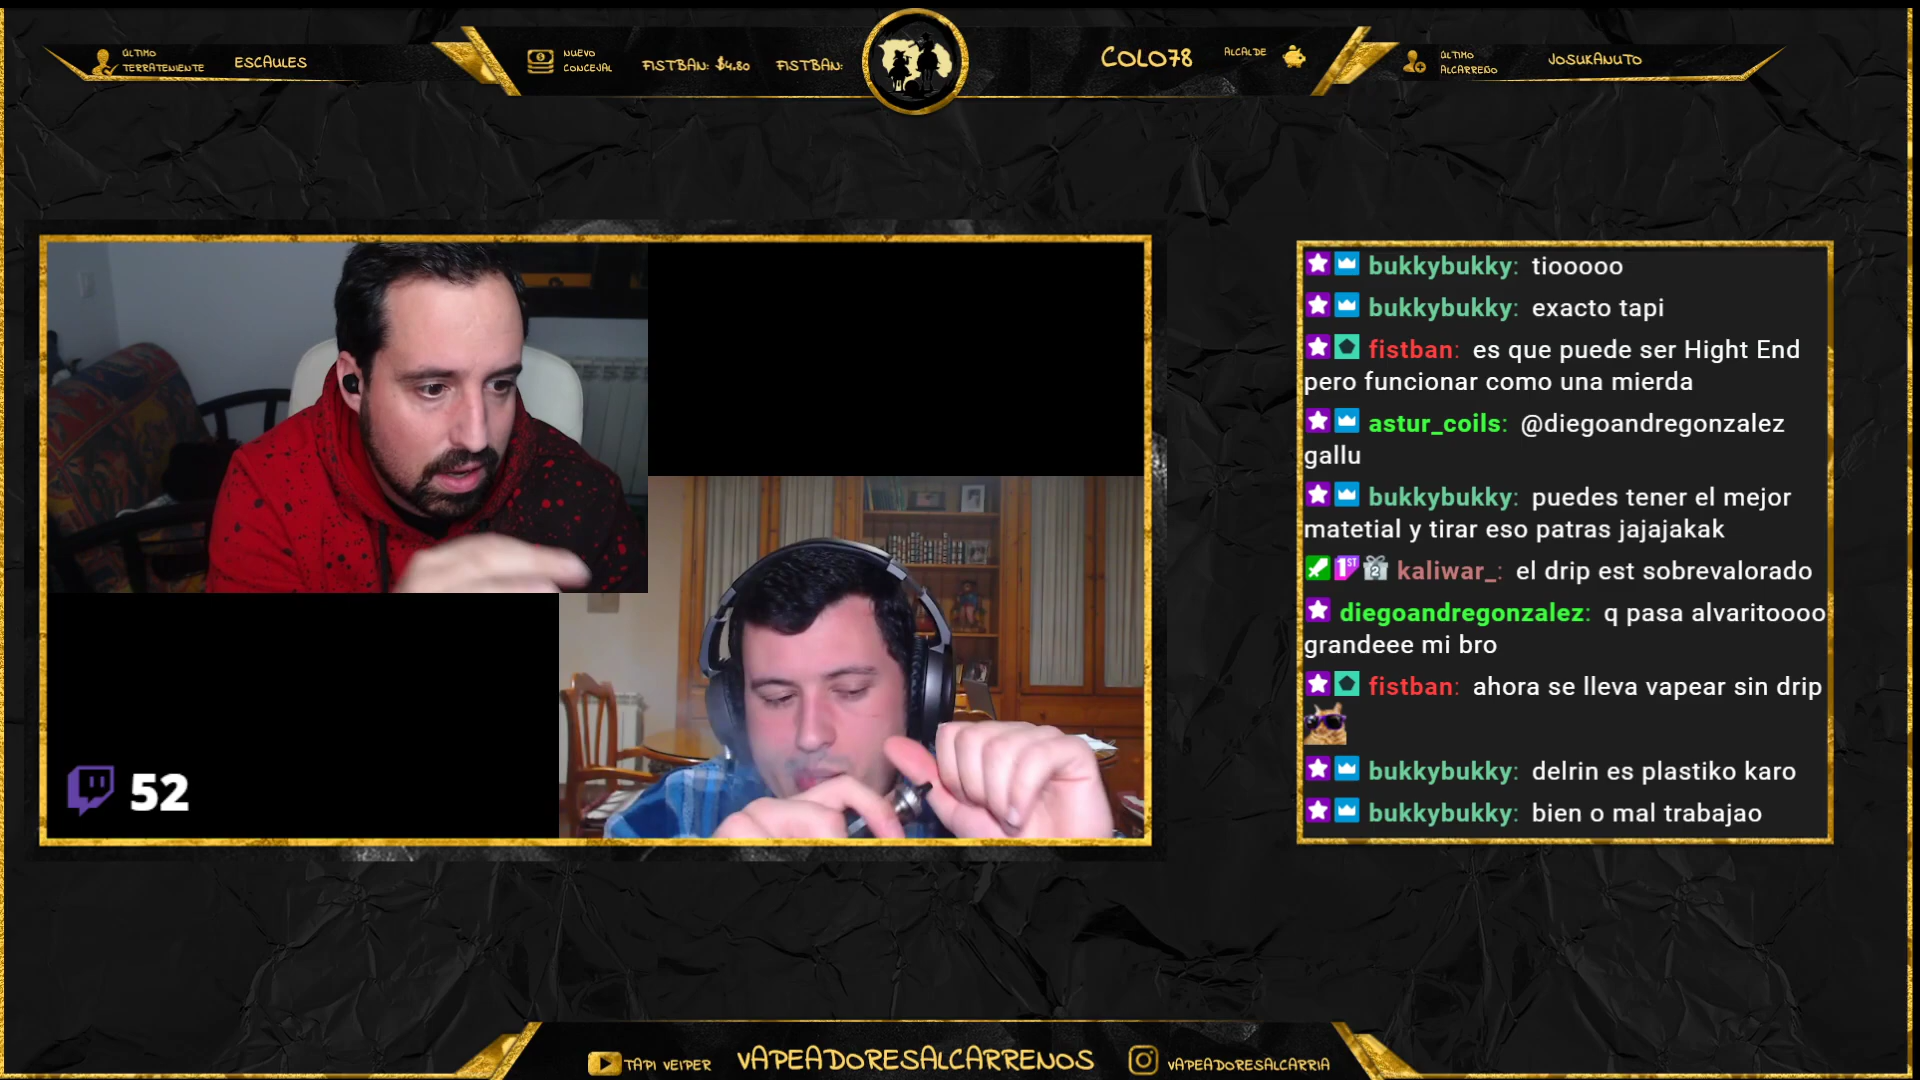 ÚLTIMO
TERRATENIENTE
ESCAULES
NUEVO
CONCEJAL
FISTBAN: $4.80
FISTBAN:
COLO78
ALCALDE
ÚLTIMO
ALCARREÑO
JOSUKANUTO
bukkybukky: tiooooo
bukkybukky: exacto tapi
fistban: es que puede ser Hight End
pero funcionar como una mierda
astur_coils: @diegoandregonzalez
gallu
bukkybukky: puedes tener el mejor
matetial y tirar eso patras jajajakak
1ST
2
kaliwar_: el drip est sobrevalorado
diegoandregonzalez: q pasa alvaritoooo
grandeee mi bro
fistban: ahora se lleva vapear sin drip
bukkybukky: delrin es plastiko karo
bukkybukky: bien o mal trabajao
52
TAPI VEIPER
VAPEADORESALCARRENOS
VAPEADORESALCARRIA